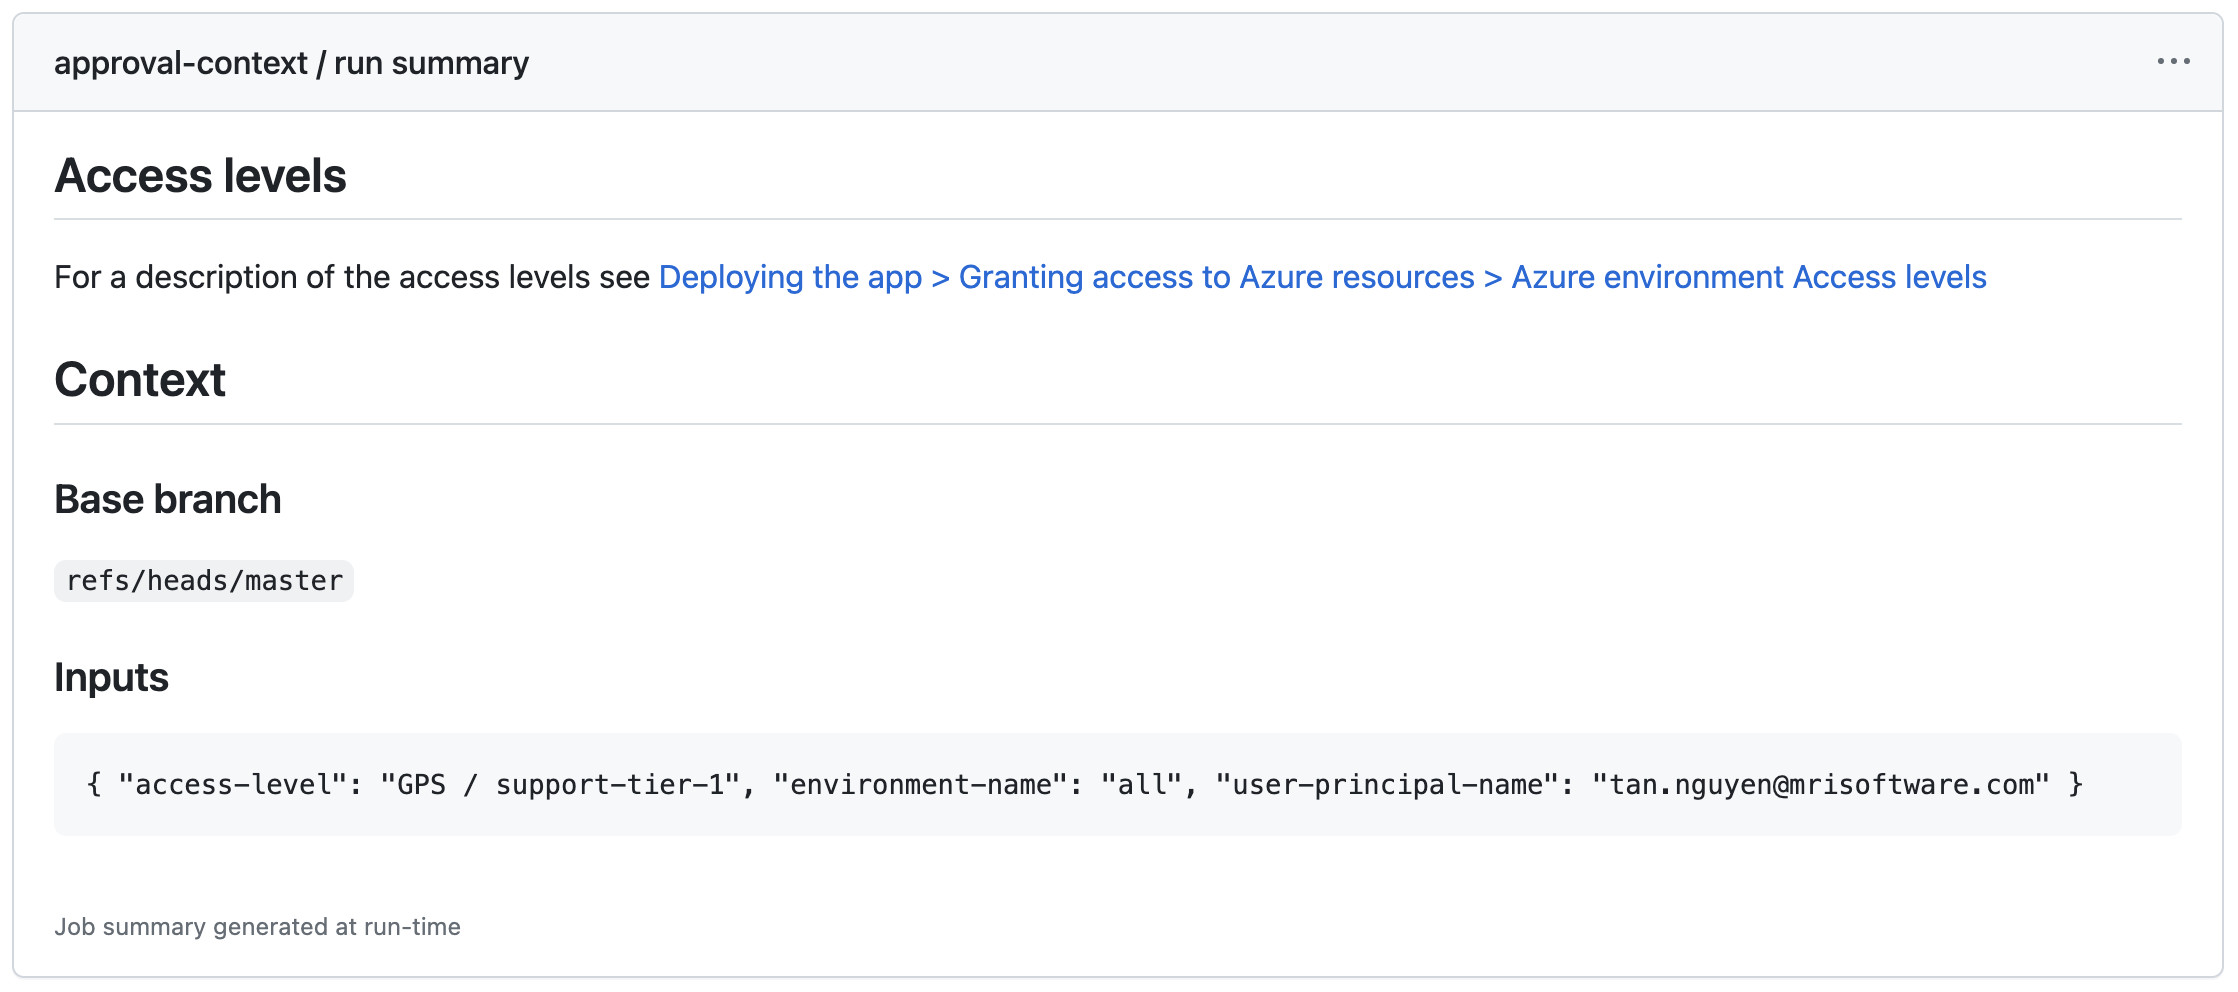 approval-context / run summary
Access levels
For a description of the access levels see Deploying the app > Granting access to Azure resources > Azure environment Access levels
Context
Base branch
refs/heads/master
Inputs
{ "access-level": "GPS / support-tier-1", "environment-name": "all", "user-principal-name": "tan.nguyen@mrisoftware.com" }
Job summary generated at run-time